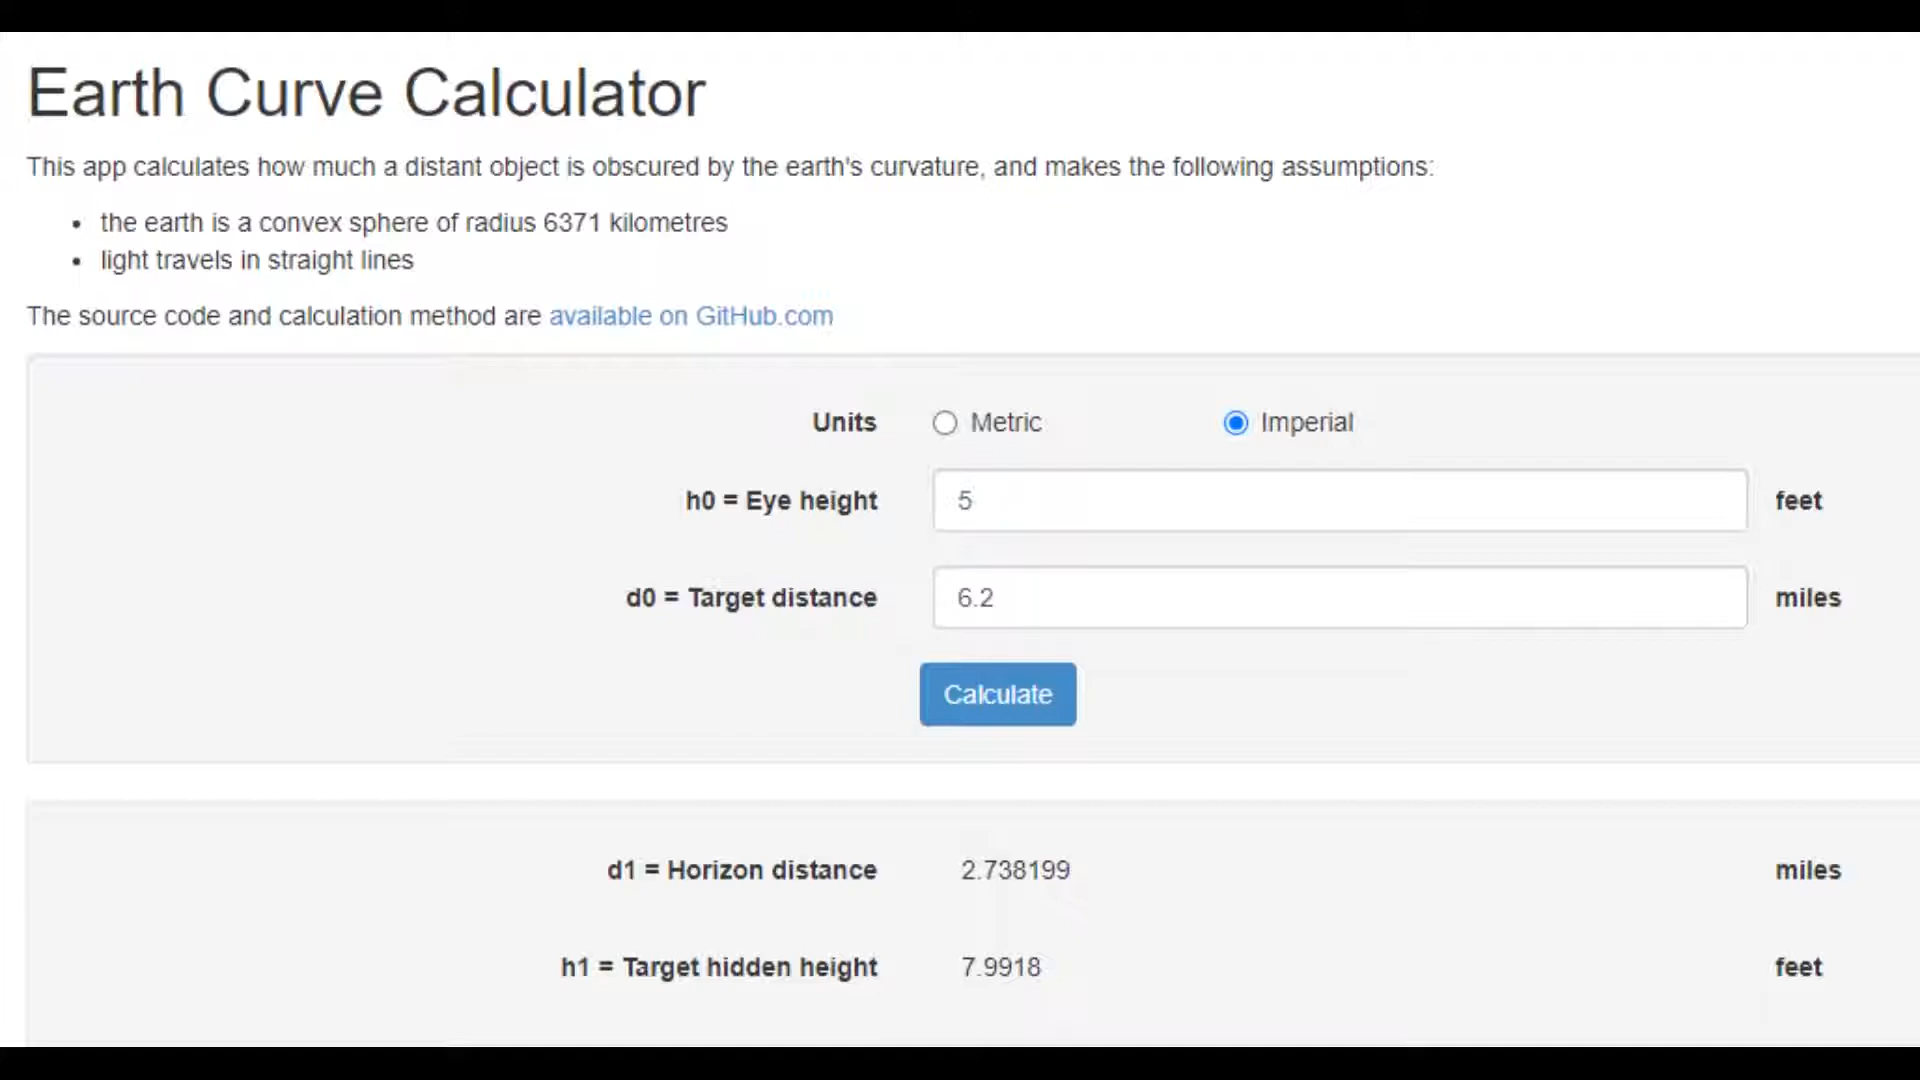 Earth Curve Calculator
This app calculates how much a distant object is obscured by the earth's curvature, and makes the following assumptions:
• the earth is a convex sphere of radius 6371 kilometres
• light travels in straight lines
The source code and calculation method are available on GitHub.com
Units Metric Imperial
h0 = Eye height 5 feet
d0 = Target distance 6.2 miles
Calculate
d1 = Horizon distance 2.738199 miles
h1 = Target hidden height 7.9918 feet